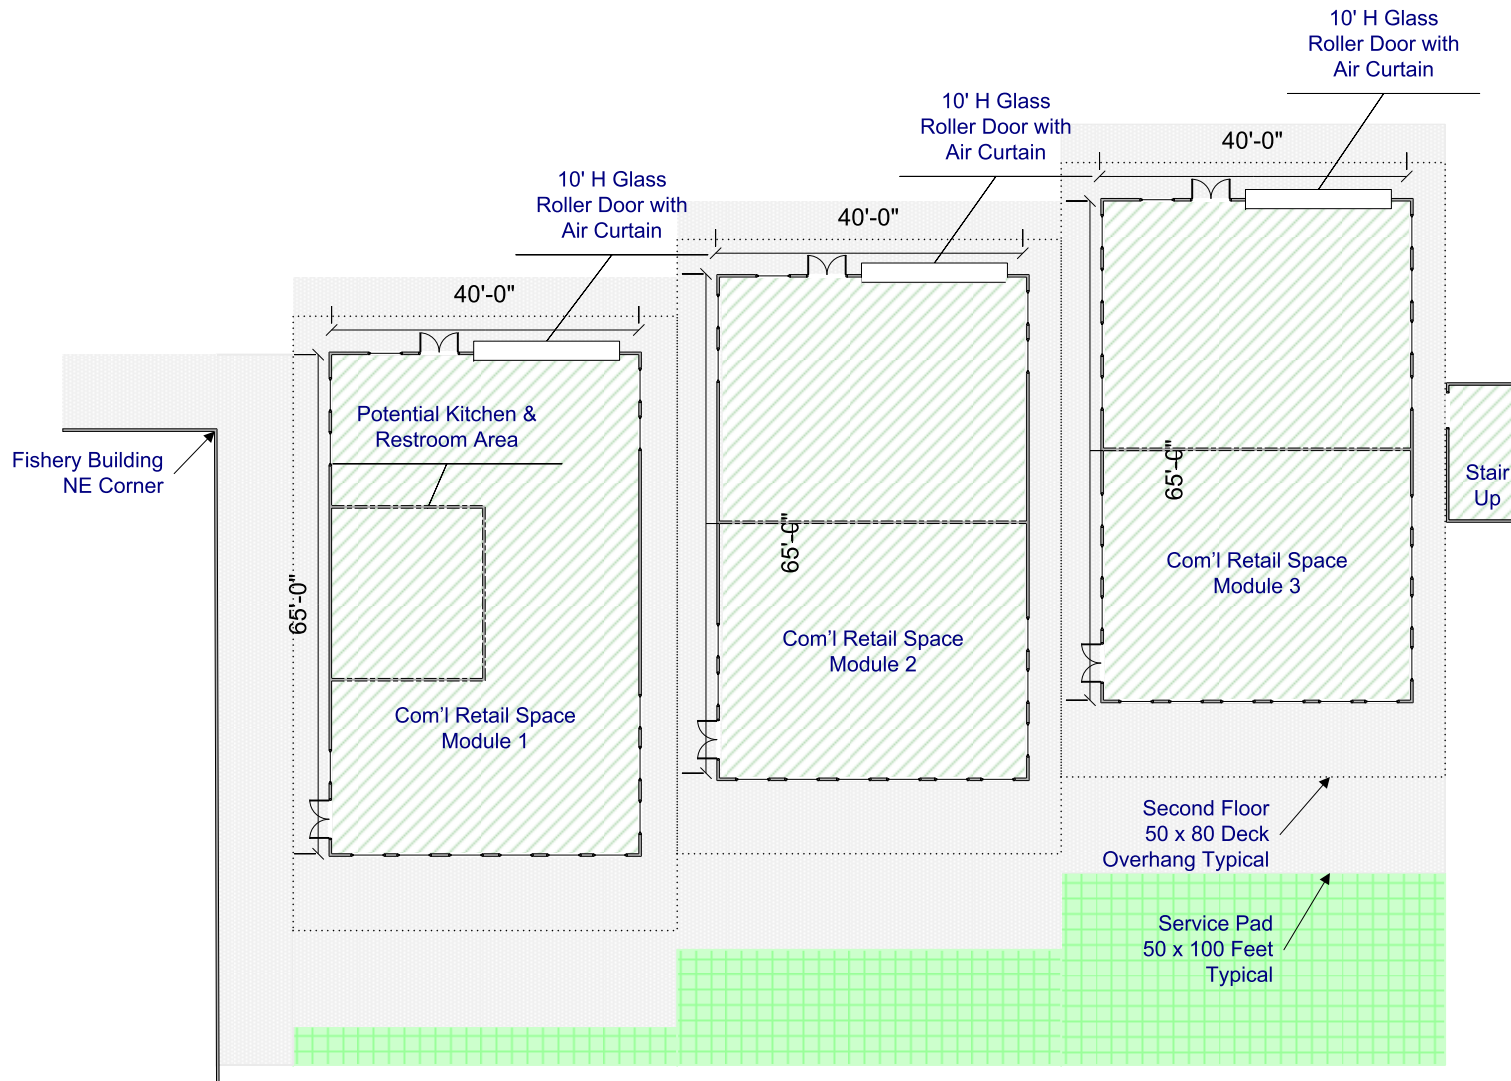 10' H Glass
Roller Door with
Air Curtain
10' H Glass
Roller Door with
Air Curtain
40'-0"
10' H Glass
Roller Door with
Air Curtain
40'-0"
40'-0"
Potential Kitchen &
Restroom Area
Fishery Building
NE Corner
65'-0"
Stair
Up
65'-0"
Com'l Retail Space
Module 3
65'-0"
Com'l Retail Space
Module 2
Com'l Retail Space
Module 1
Second Floor
50 x 80 Deck
Overhang Typical
Service Pad
50 x 100 Feet
Typical